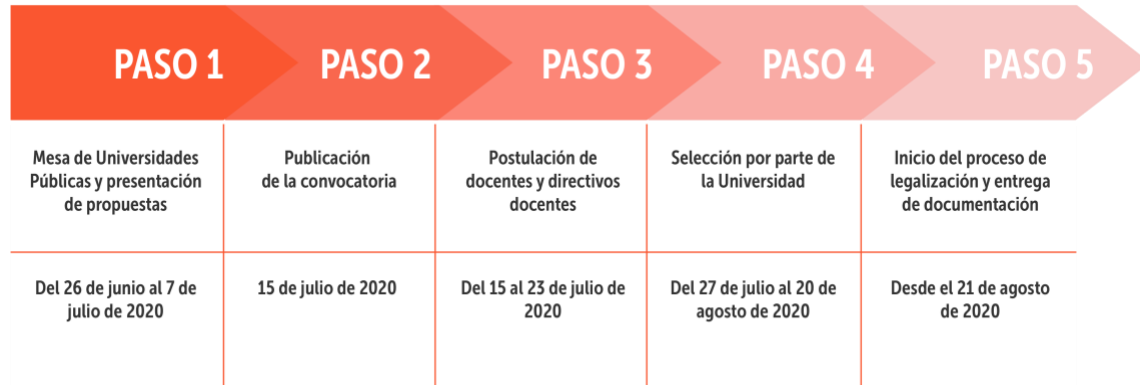 PASO 1
PASO 2
PASO 3
PASO 4
PASO 5
Mesa de Universidades
Públicas y presentación
de propuestas
Publicación
de la convocatoria
Postulación de
docentes y directivos
docentes
Selección por parte de
la Universidad
Inicio del proceso de
legalización y entrega
de documentación
Del 26 de junio al 7 de
julio de 2020
15 de julio de 2020
Del 15 al 23 de julio de
2020
Del 27 de julio al 20 de
agosto de 2020
Desde el 21 de agosto
de 2020